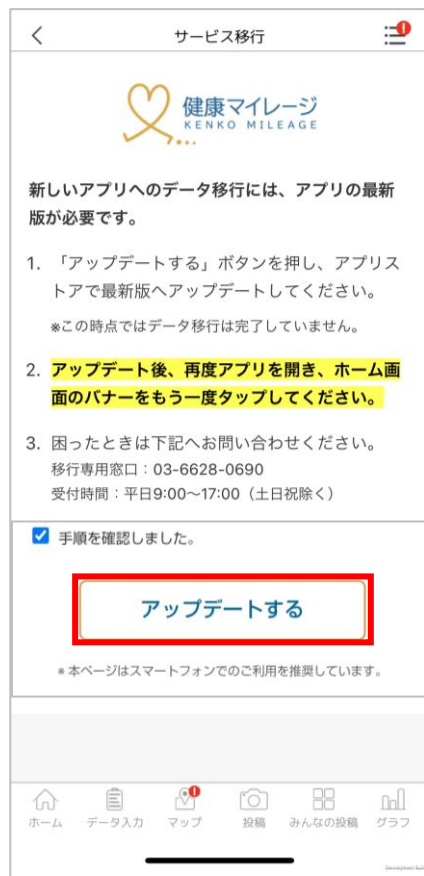 サービス移行
健康マイレージ
KENKO MILEAGE
新しいアプリへのデータ移行には、アプリの最新
版が必要です。
1. 「アップデートする」ボタンを押し、アプリス
トアで最新版へアップデートしてください。
※この時点ではデータ移行は完了していません。
2. アップデート後、再度アプリを開き、ホーム画
面のバナーをもう一度タップしてください。
3. 困ったときは下記へお問い合わせください。
移行専用窓口：03-6628-0690
受付時間：平日9:00～17:00（土日祝除く）
手順を確認しました。
アップデートする
※本ページはスマートフォンでのご利用を推奨しています。
ホーム データ入力 マップ 投稿 みんなの投稿 グラフ